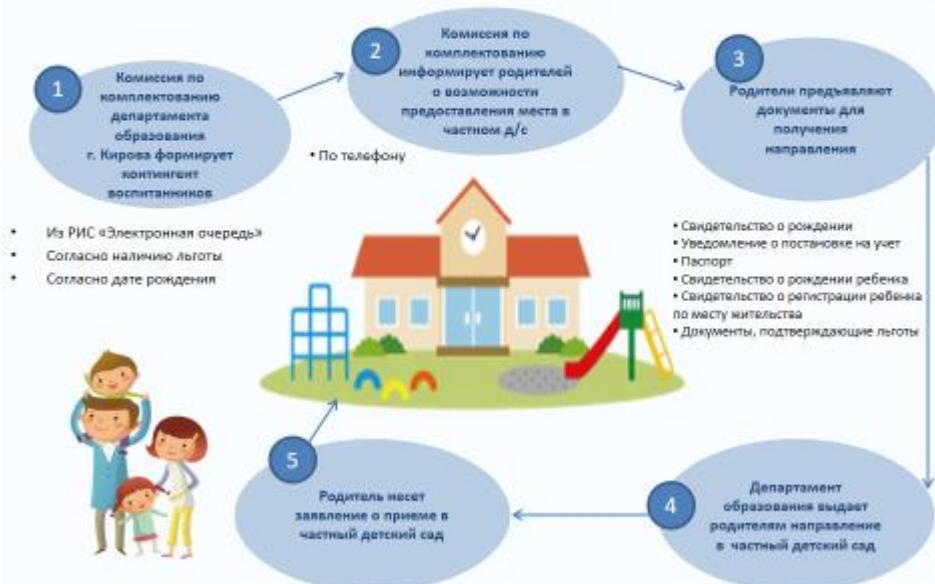 1
Комиссия по
комплектованию
департамента
образования
г. Кирова формирует
контингент
воспитанников
• Из РИС «Электронная очередь»
• Согласно наличию льготы
• Согласно дате рождения
2
Комиссия по
комплектованию
информирует родителей
о возможности
предоставления места в
частном д/с
• По телефону
3
Родители предъявляют
документы для
получения
направления
• Свидетельство о рождении
• Уведомление о постановке на учет
• Паспорт
• Свидетельство о рождении ребенка
• Свидетельство о регистрации ребенка
по месту жительства
• Документы, подтверждающие льготы
4
Департамент
образования выдает
родителям направление
в частный детский сад
5
Родитель несет
заявление о приеме в
частный детский сад